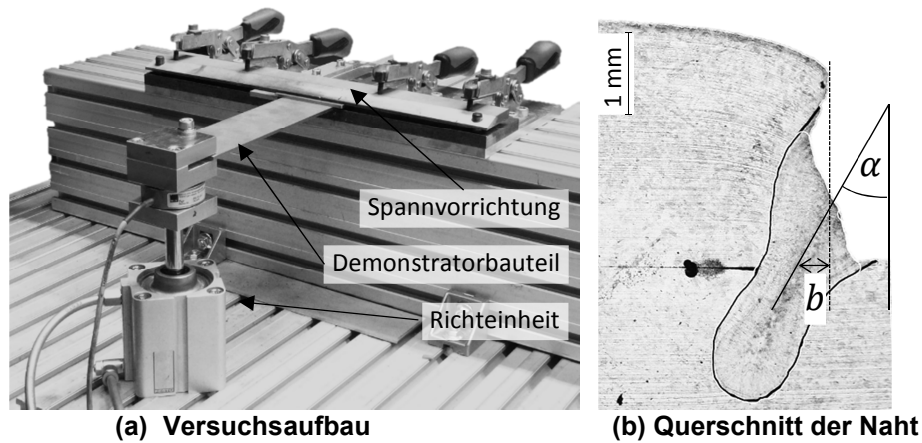 Spannvorrichtung
Demonstratorbauteil
Richteinheit
(a) Versuchsaufbau
1 mm
α
b
(b) Querschnitt der Naht